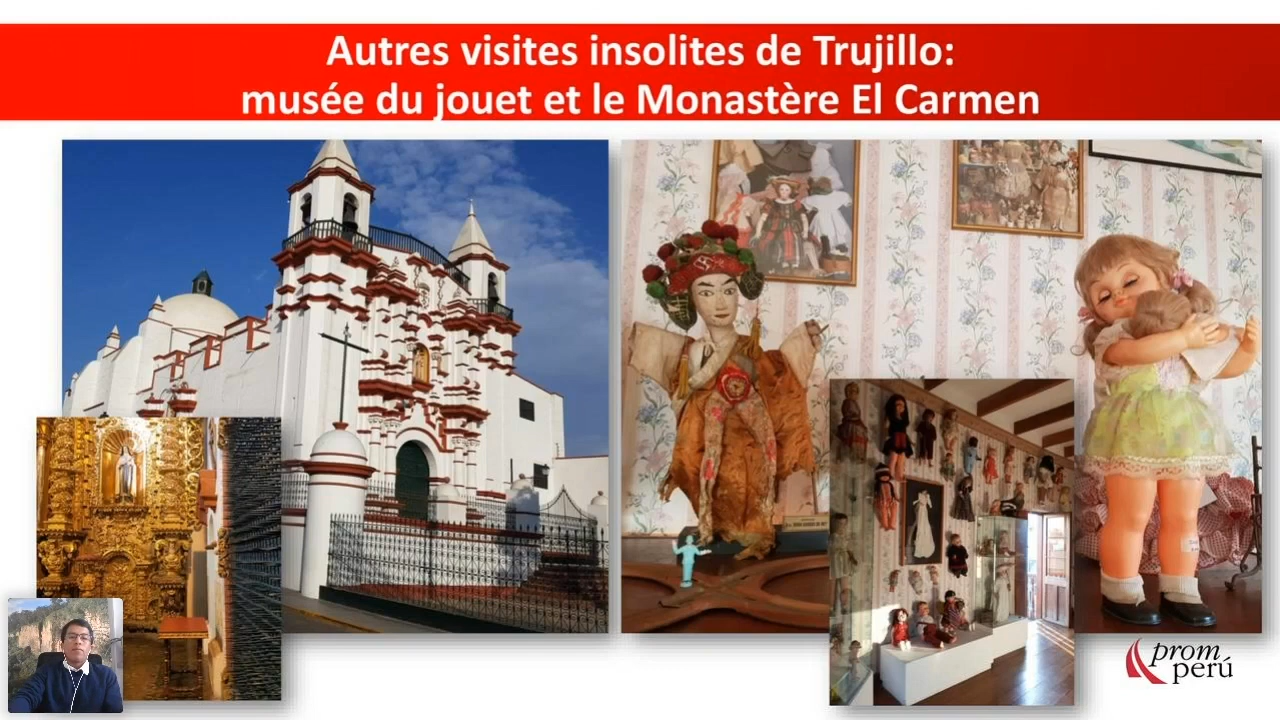 Autres visites insolites de Trujillo:
musée du jouet et le Monastère El Carmen
prom
perú